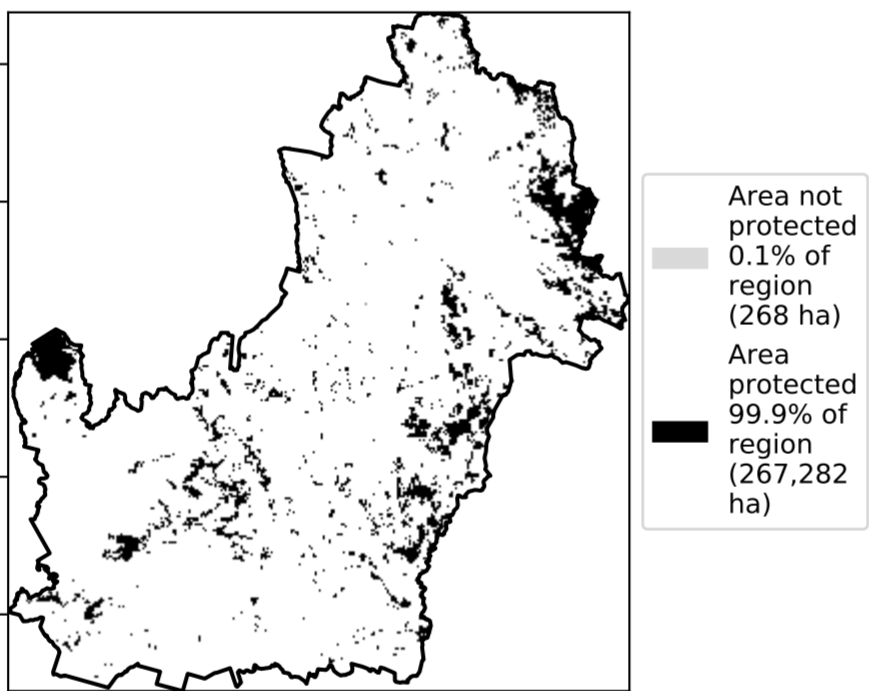 Area not
protected
0.1% of
region
(268 ha)
Area
protected
99.9% of
region
(267,282
ha)